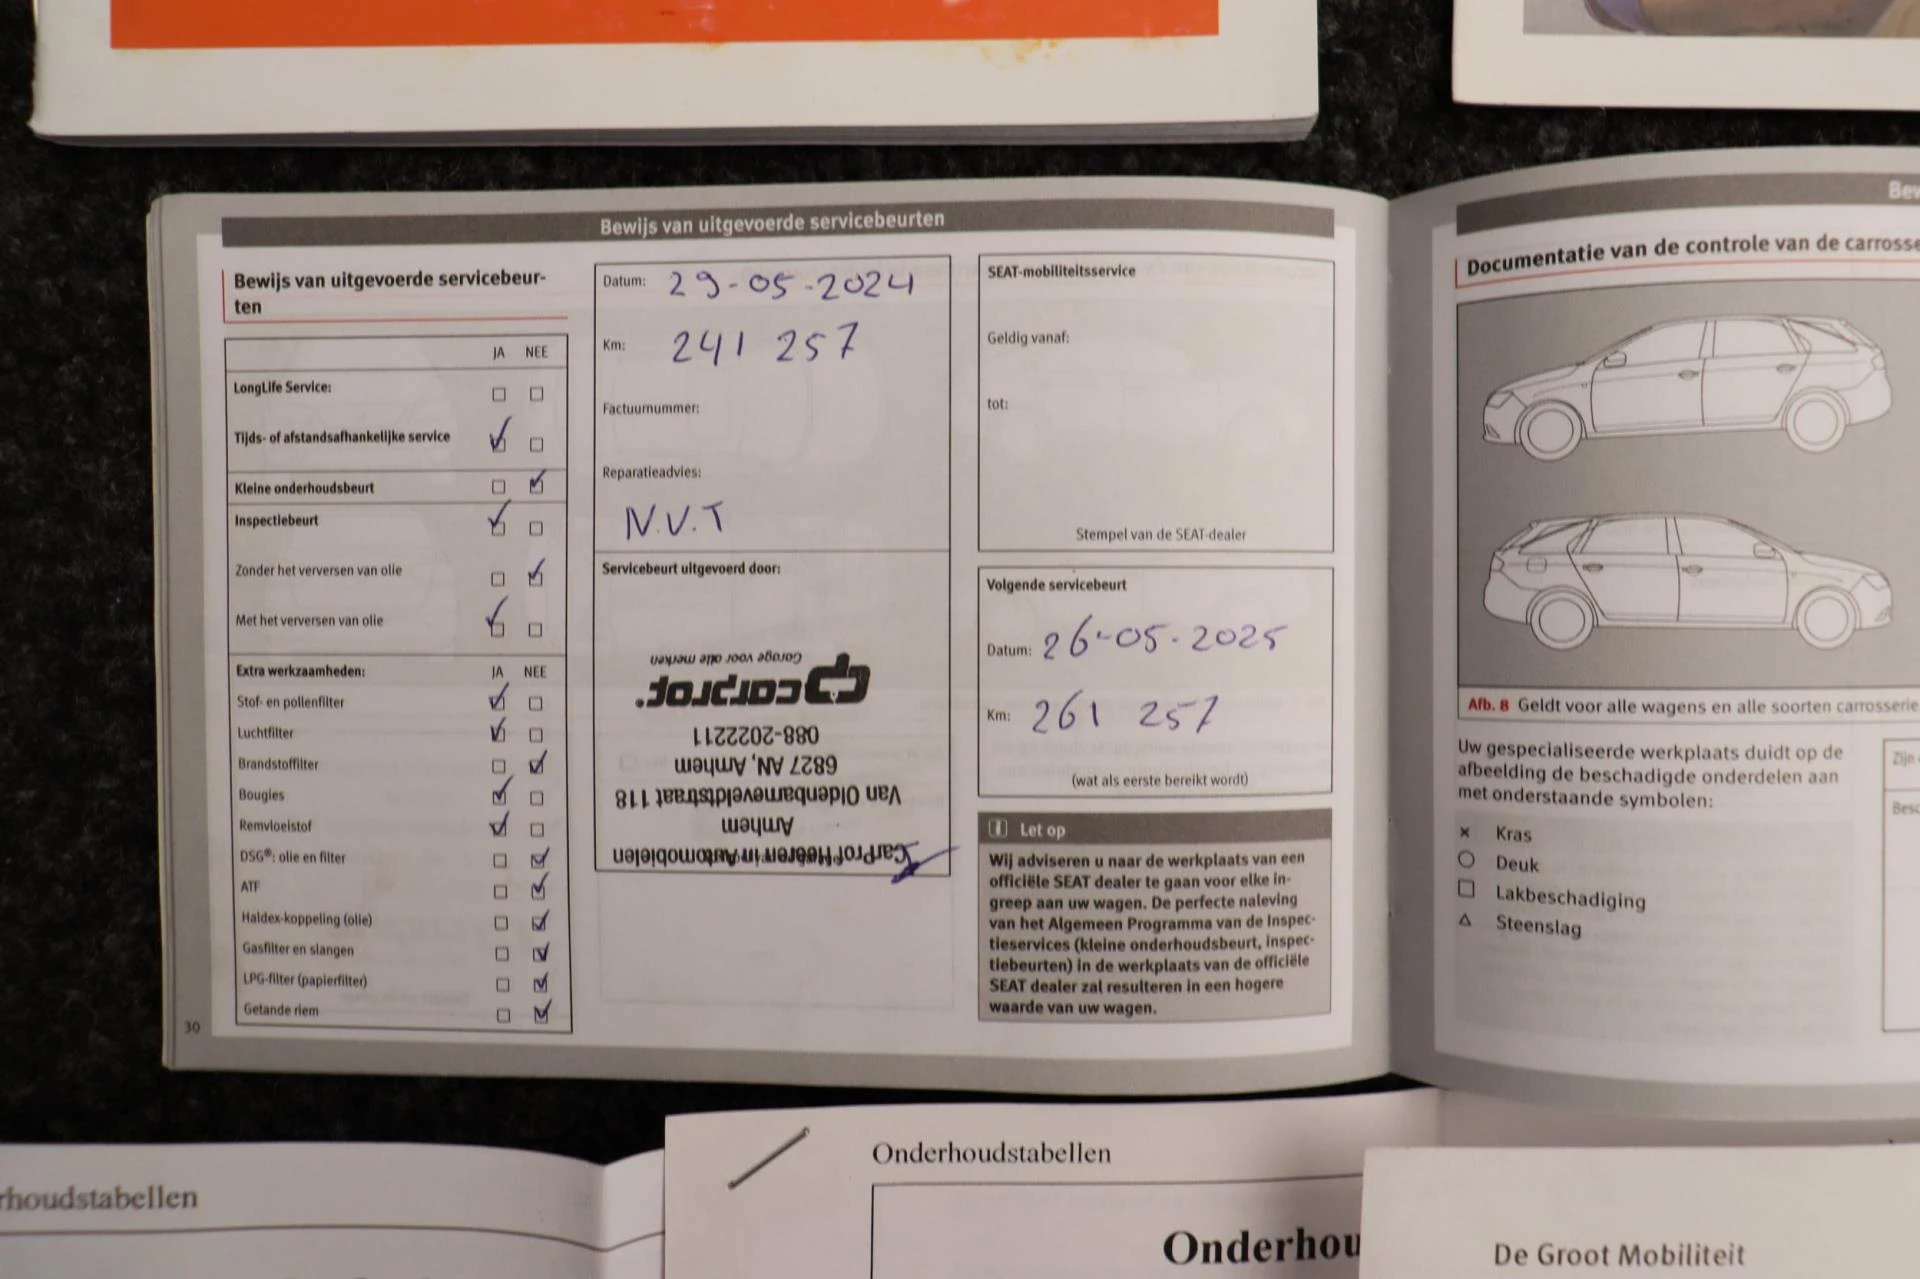 Bewijs van uitgevoerde servicebeurten
Bewijs van uitgevoerde servicebeur-
ten
JA NEE
LongLife Service:
Tijds- of afstandsafhankelijke service
Kleine onderhoudsbeurt
Inspectiebeurt
Zonder het verversen van olie
Met het verversen van olie
Extra werkzaamheden: JA NEE
Stof- en pollenfilter
Luchtfilter
Brandstoffilter
Bougies
Remvloeistof
DSG®: olie en filter
ATF
Haldex-koppeling (olie)
Gasfilter en slangen
LPG-filter (papierfilter)
Getande riem
30
Datum: 29-05-2024
Km: 241 257
Factuurnummer:
Reparatieadvies:
N.V.T
Servicebeurt uitgevoerd door:
CarProf Heeren in Automobielen
Arnhem
Van Oldenbarneveldtstraat 118
6827 AN, Arnhem
088-2022211
carprof
Garage voor alle merken
SEAT-mobiliteitsservice
Geldig vanaf:
tot:
Stempel van de SEAT-dealer
Volgende servicebeurt
Datum: 26-05-2025
Km: 261 257
(wat als eerste bereikt wordt)
Let op
Wij adviseren u naar de werkplaats van een
officiële SEAT dealer te gaan voor elke in-
greep aan uw wagen. De perfecte naleving
van het Algemeen Programma van de Inspec-
tieservices (kleine onderhoudsbeurt, inspec-
tiebeurten) in de werkplaats van de officiële
SEAT dealer zal resulteren in een hogere
waarde van uw wagen.
Documentatie van de controle van de
Afb. 8 Geldt voor alle wagens en alle soorten carrosserie
Uw gespecialiseerde werkplaats duidt op de
afbeelding de beschadigde onderdelen aan
met onderstaande symbolen:
Kras
Deuk
Lakbeschadiging
Steenslag
Onderhoudstabellen
De Groot Mobiliteit